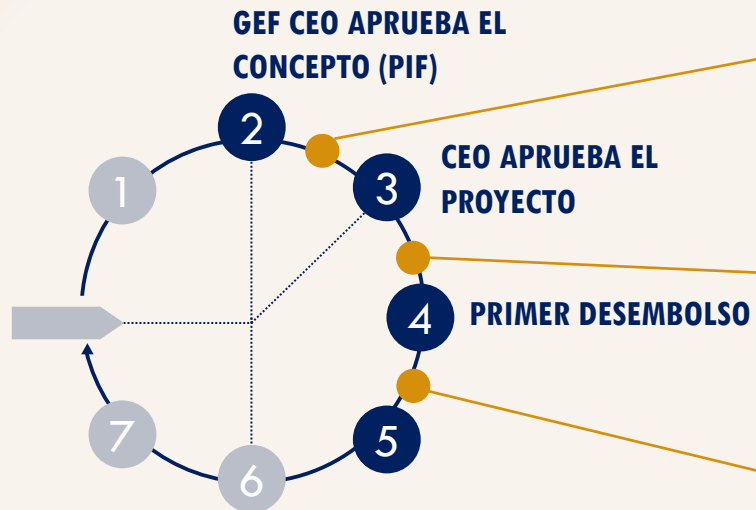 GEF CEO APRUEBA EL
CONCEPTO (PIF)
2
1
3
CEO APRUEBA EL
PROYECTO
4
PRIMER DESEMBOLSO
7
5
6